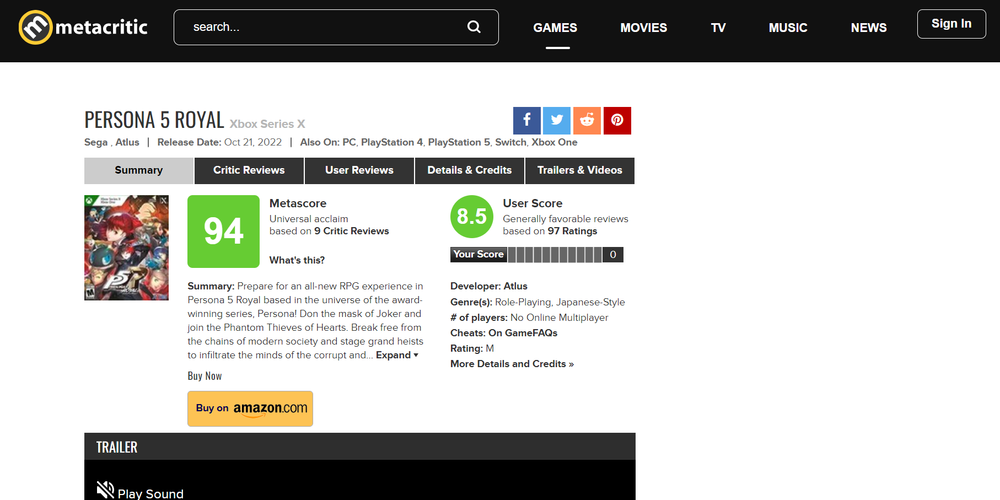 metacritic
search...
GAMES
MOVIES
TV
MUSIC
NEWS
Sign In
PERSONA 5 ROYAL Xbox Series X
Sega , Atlus | Release Date: Oct 21, 2022 | Also On: PC, PlayStation 4, PlayStation 5, Switch, Xbox One
Summary
Critic Reviews
User Reviews
Details & Credits
Trailers & Videos
94
Metascore
Universal acclaim
based on 9 Critic Reviews
What's this?
8.5
User Score
Generally favorable reviews
based on 97 Ratings
Your Score
0
Summary: Prepare for an all-new RPG experience in
Persona 5 Royal based in the universe of the award-
winning series, Persona! Don the mask of Joker and
join the Phantom Thieves of Hearts. Break free from
the chains of modern society and stage grand heists
to infiltrate the minds of the corrupt and... Expand ▾
Developer: Atlus
Genre(s): Role-Playing, Japanese-Style
# of players: No Online Multiplayer
Cheats: On GameFAQs
Rating: M
More Details and Credits »
Buy Now
Buy on amazon.com
TRAILER
Play Sound